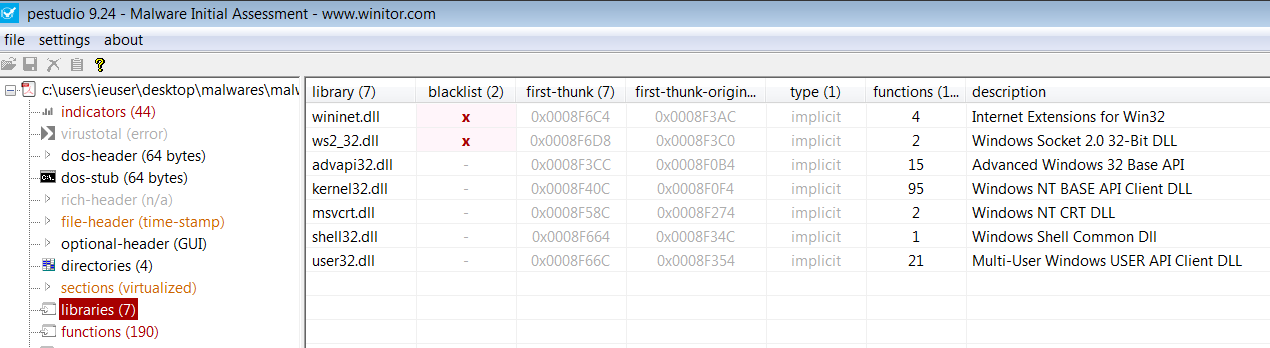 pestudio 9.24 - Malware Initial Assessment - www.winitor.com
file settings about
c:\users\ieuser\desktop\malwares\malw
indicators (44)
virustotal (error)
dos-header (64 bytes)
dos-stub (64 bytes)
rich-header (n/a)
file-header (time-stamp)
optional-header (GUI)
directories (4)
sections (virtualized)
libraries (7)
functions (190)
library (7) blacklist (2) first-thunk (7) first-thunk-origin... type (1) functions (1... description
wininet.dll x 0x0008F6C4 0x0008F3AC implicit 4 Internet Extensions for Win32
ws2_32.dll x 0x0008F6D8 0x0008F3C0 implicit 2 Windows Socket 2.0 32-Bit DLL
advapi32.dll - 0x0008F3CC 0x0008F0B4 implicit 15 Advanced Windows 32 Base API
kernel32.dll - 0x0008F40C 0x0008F0F4 implicit 95 Windows NT BASE API Client DLL
msvcrt.dll - 0x0008F58C 0x0008F274 implicit 2 Windows NT CRT DLL
shell32.dll - 0x0008F664 0x0008F34C implicit 1 Windows Shell Common Dll
user32.dll - 0x0008F66C 0x0008F354 implicit 21 Multi-User Windows USER API Client DLL